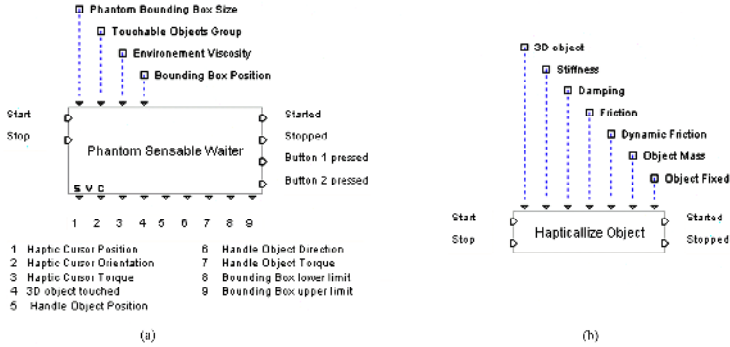 Phantom Bounding Box Size
Touchable Objects Group
Environement Viscosity
Bounding Box Position
Start
Stop
Phantom Sensable Waiter
S V C
Started
Stopped
Button 1 pressed
Button 2 pressed
1 2 3 4 5 6 7 8 9
1 Haptic Cursor Position
2 Haptic Cursor Orientation
3 Haptic Cursor Torque
4 3D object touched
5 Handle Object Position
6 Handle Object Direction
7 Handle Object Torque
8 Bounding Box lower limit
9 Bounding Box upper limit
(a)
3D object
Stiffness
Damping
Friction
Dynamic Friction
Object Mass
Object Fixed
Start
Stop
Hapticallize Object
Started
Stopped
(b)